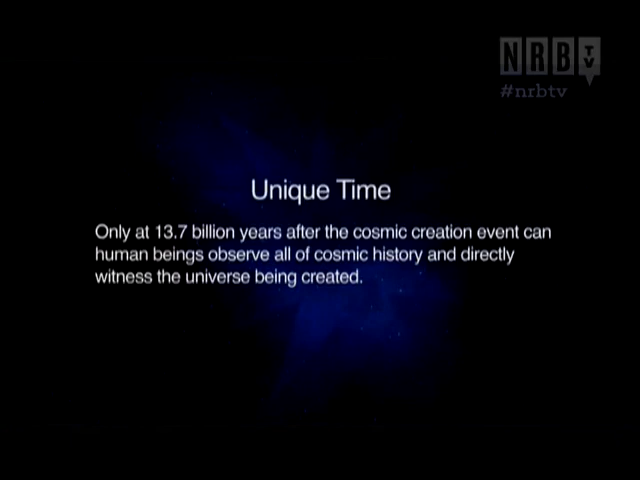 NRB TV
#nrbtv
Unique Time
Only at 13.7 billion years after the cosmic creation event can
human beings observe all of cosmic history and directly
witness the universe being created.